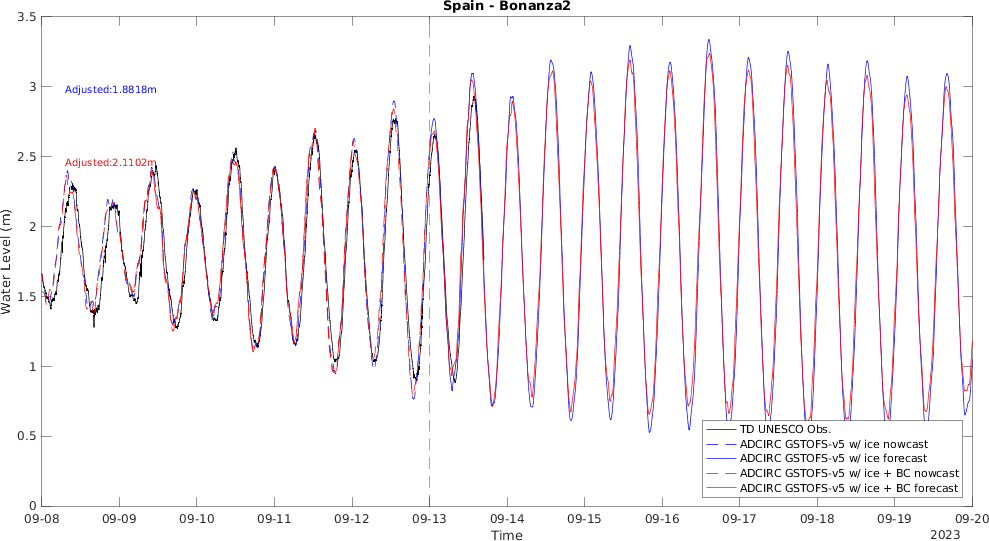 Spain - Bonanza2
3.5
3
2.5
2
1.5
1
0.5
0
Water Level (m)
Adjusted:1.8818m
Adjusted:2.1102m
TD UNESCO Obs.
ADCIRC GSTOFS-v5 w/ ice nowcast
ADCIRC GSTOFS-v5 w/ ice forecast
ADCIRC GSTOFS-v5 w/ ice + BC nowcast
ADCIRC GSTOFS-v5 w/ ice + BC forecast
09-08 09-09 09-10 09-11 09-12 09-13 09-14 09-15 09-16 09-17 09-18 09-19 09-20
Time
2023